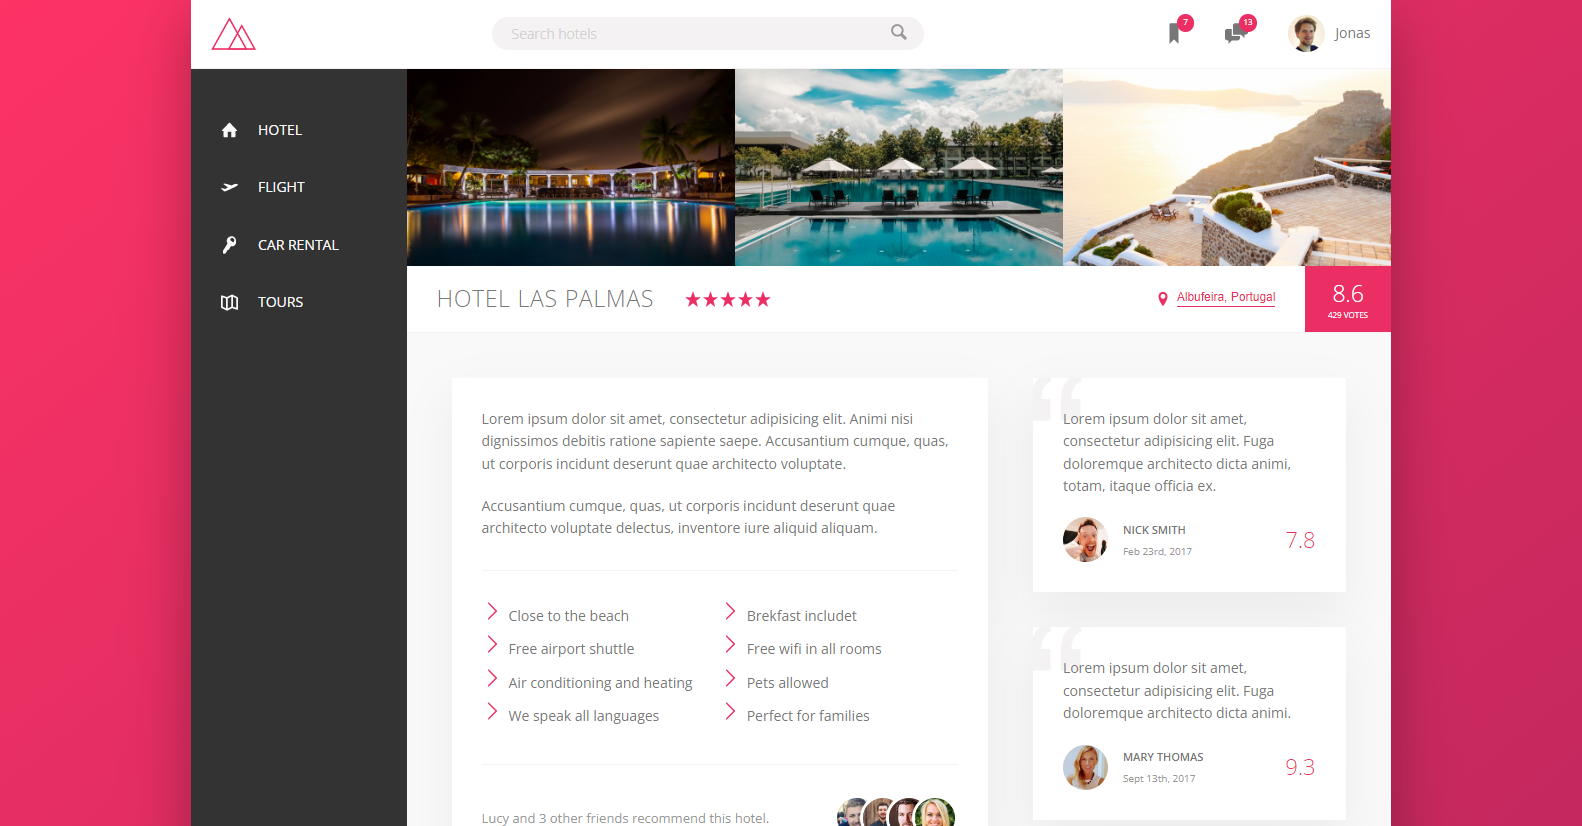 Search hotels
7
13
Jonas
HOTEL
FLIGHT
CAR RENTAL
TOURS
HOTEL LAS PALMAS
Albufeira, Portugal
8.6
429 VOTES
Lorem ipsum dolor sit amet, consectetur adipisicing elit. Animi nisi
dignissimos debitis ratione sapiente saepe. Accusantium cumque, quas,
ut corporis incidunt deserunt quae architecto voluptate.
Accusantium cumque, quas, ut corporis incidunt deserunt quae
architecto voluptate delectus, inventore iure aliquid aliquam.
Close to the beach
Brekfast includet
Free airport shuttle
Free wifi in all rooms
Air conditioning and heating
Pets allowed
We speak all languages
Perfect for families
Lucy and 3 other friends recommend this hotel.
“
Lorem ipsum dolor sit amet,
consectetur adipisicing elit. Fuga
doloremque architecto dicta animi,
totam, itaque officia ex.
NICK SMITH
Feb 23rd, 2017
7.8
“
Lorem ipsum dolor sit amet,
consectetur adipisicing elit. Fuga
doloremque architecto dicta animi.
MARY THOMAS
Sept 13th, 2017
9.3